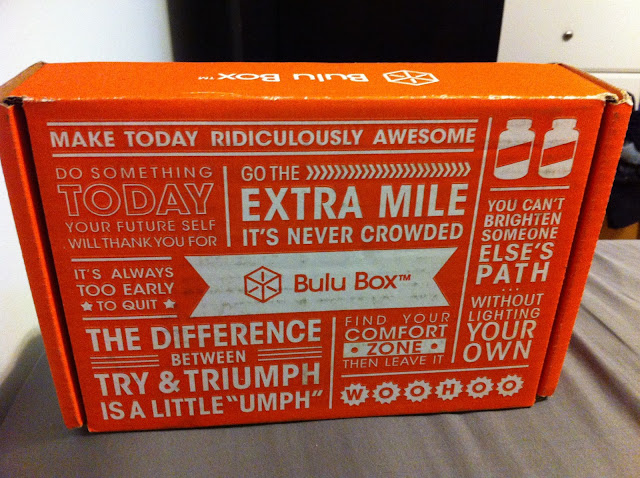 Bulu Box™
MAKE TODAY RIDICULOUSLY AWESOME
DO SOMETHING
TODAY
YOUR FUTURE SELF
WILL THANK YOU FOR
GO THE
EXTRA MILE
IT'S NEVER CROWDED
YOU CAN'T
BRIGHTEN
SOMEONE
ELSE'S
PATH
...
WITHOUT
LIGHTING
YOUR
OWN
IT'S ALWAYS
TOO EARLY
★ TO QUIT ★
Bulu Box™
THE DIFFERENCE
BETWEEN
TRY & TRIUMPH
IS A LITTLE "UMPH"
FIND YOUR
COMFORT
• ZONE •
THEN LEAVE IT
WOOHOO